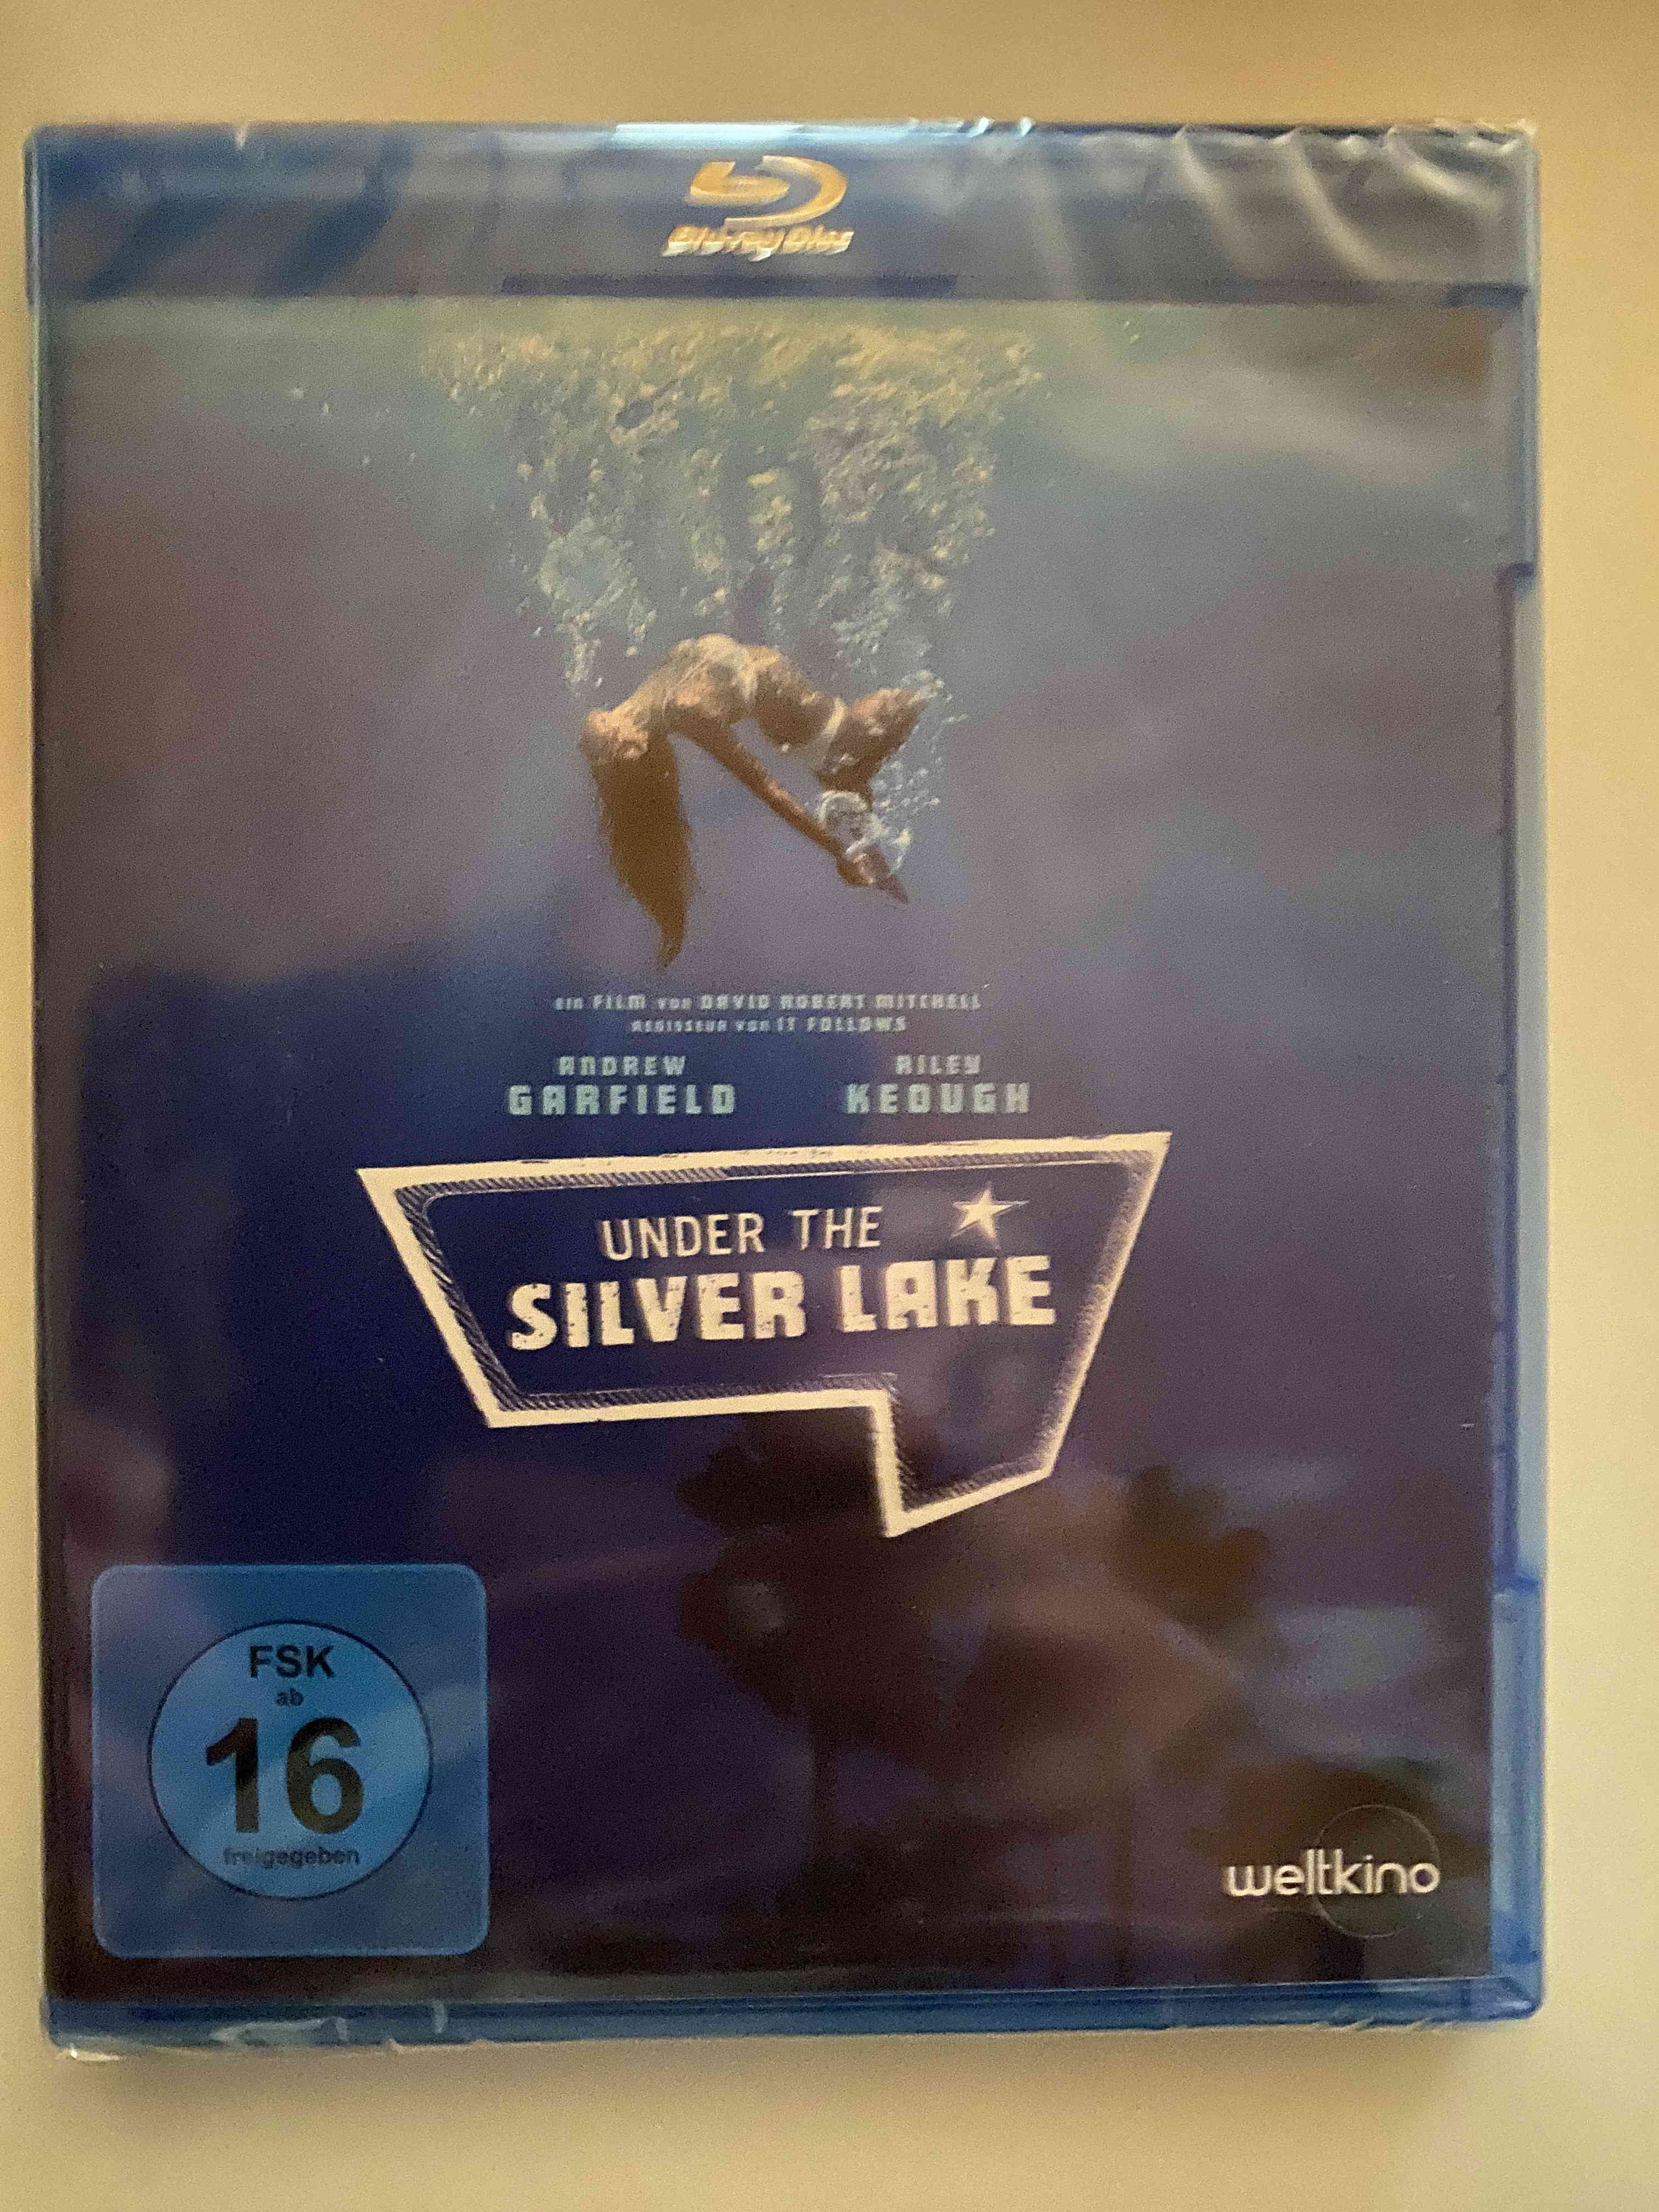 Blu-ray Disc
ein FILM von DAVID ROBERT MITCHELL
REGISSEUR von IT FOLLOWS
ANDREW GARFIELD
RILEY KEOUGH
UNDER THE
SILVER LAKE
FSK
ab
16
freigegeben
weltkino